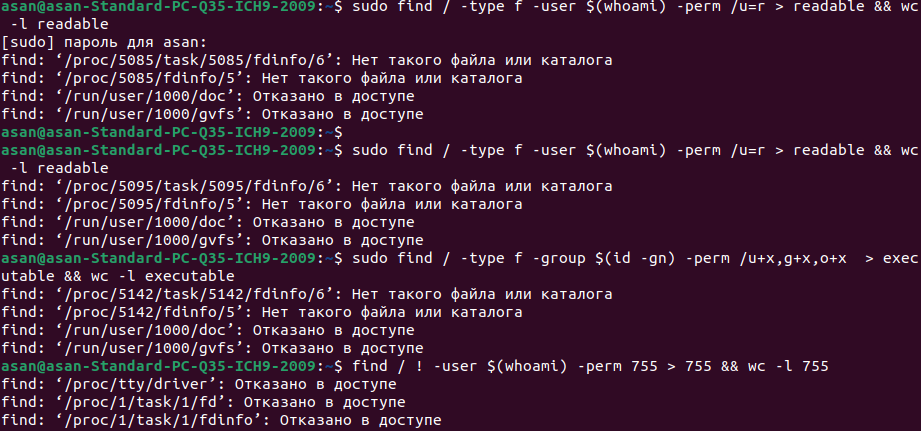 asan@asan-Standard-PC-Q35-ICH9-2009:~$ sudo find / -type f -user $(whoami) -perm /u=r > readable && wc
 -l readable
[sudo] пароль для asan:
find: ‘/proc/5085/task/5085/fdinfo/6’: Нет такого файла или каталога
find: ‘/proc/5085/fdinfo/5’: Нет такого файла или каталога
find: ‘/run/user/1000/doc’: Отказано в доступе
find: ‘/run/user/1000/gvfs’: Отказано в доступе
asan@asan-Standard-PC-Q35-ICH9-2009:~$
asan@asan-Standard-PC-Q35-ICH9-2009:~$ sudo find / -type f -user $(whoami) -perm /u=r > readable && wc
 -l readable
find: ‘/proc/5095/task/5095/fdinfo/6’: Нет такого файла или каталога
find: ‘/proc/5095/fdinfo/5’: Нет такого файла или каталога
find: ‘/run/user/1000/doc’: Отказано в доступе
find: ‘/run/user/1000/gvfs’: Отказано в доступе
asan@asan-Standard-PC-Q35-ICH9-2009:~$ sudo find / -type f -group $(id -gn) -perm /u+x,g+x,o+x  > exec
utable && wc -l executable
find: ‘/proc/5142/task/5142/fdinfo/6’: Нет такого файла или каталога
find: ‘/proc/5142/fdinfo/5’: Нет такого файла или каталога
find: ‘/run/user/1000/doc’: Отказано в доступе
find: ‘/run/user/1000/gvfs’: Отказано в доступе
asan@asan-Standard-PC-Q35-ICH9-2009:~$ find / ! -user $(whoami) -perm 755 > 755 && wc -l 755
find: ‘/proc/tty/driver’: Отказано в доступе
find: ‘/proc/1/task/1/fd’: Отказано в доступе
find: ‘/proc/1/task/1/fdinfo’: Отказано в доступе